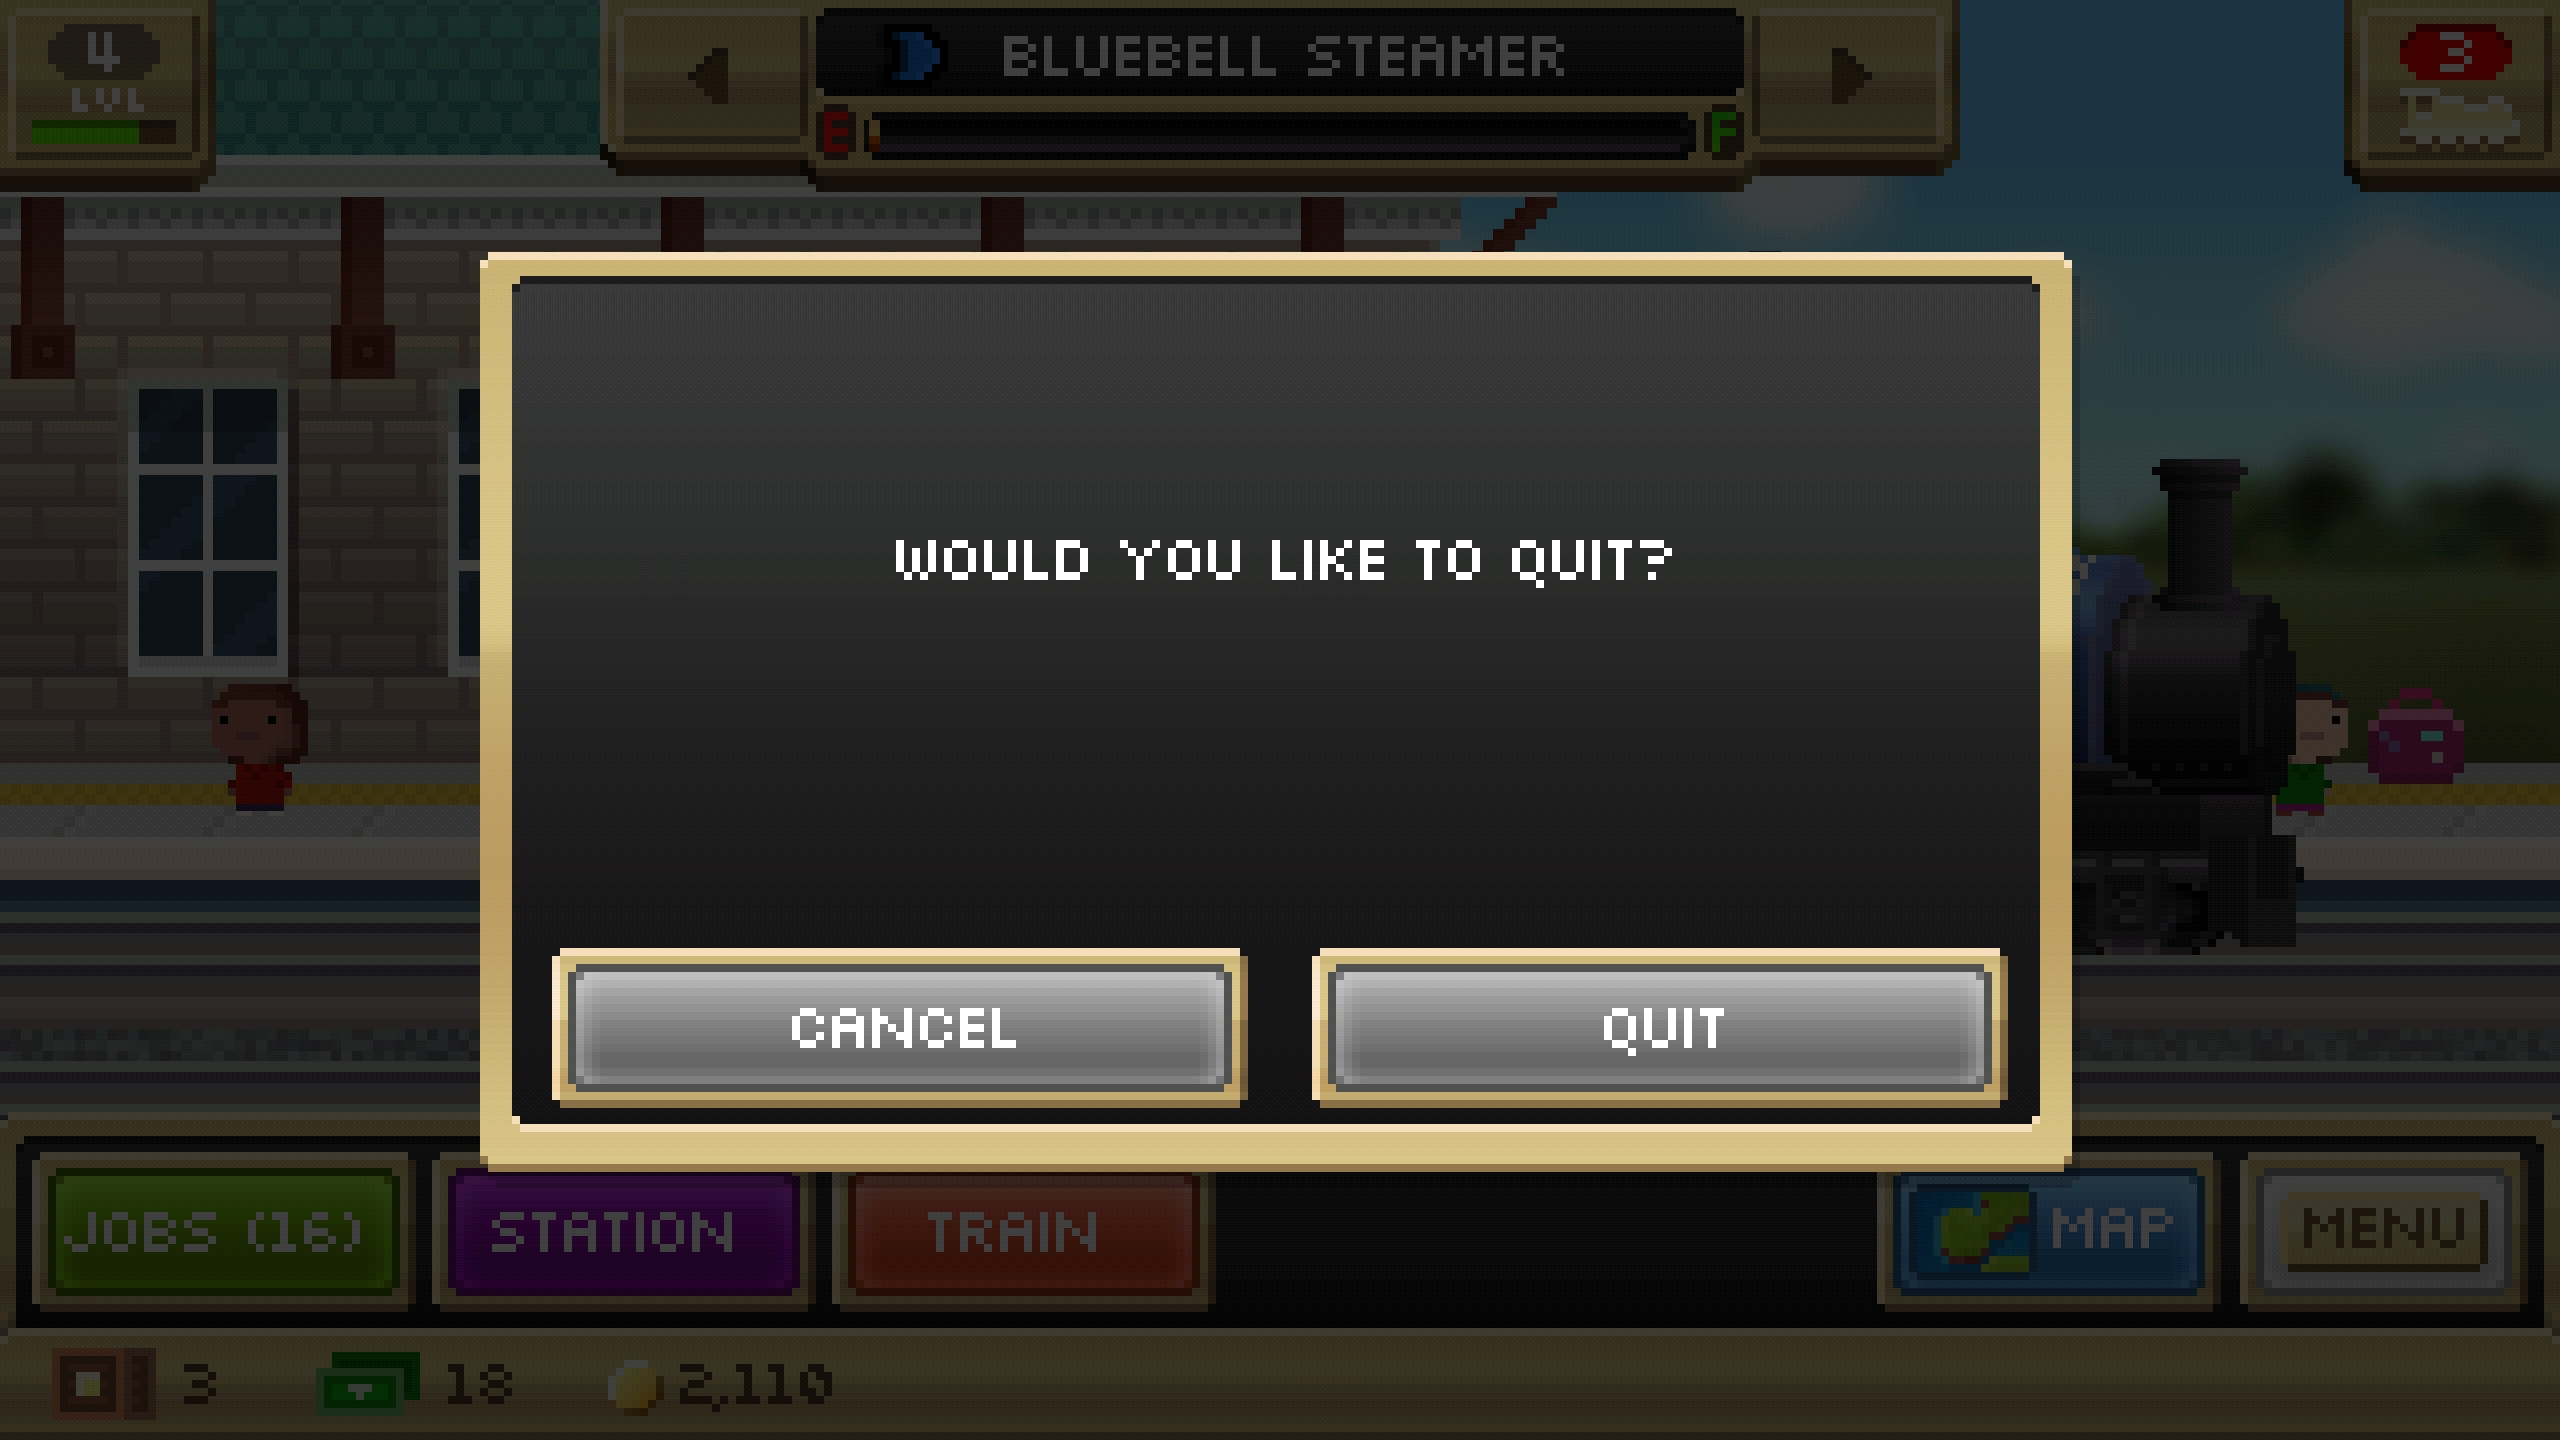 4
LVL
BLUEBELL STEAMER
E
F
3
WOULD YOU LIKE TO QUIT?
CANCEL
QUIT
JOBS (16)
STATION
TRAIN
MAP
MENU
3
18
2,110